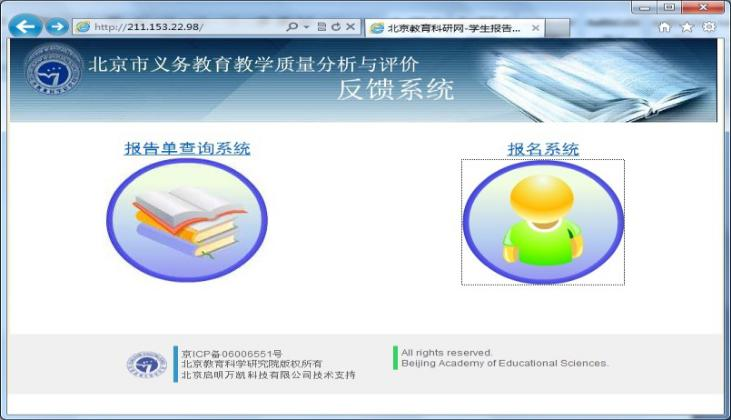 http://211.153.22.98/
北京教育科研网-学生报告...
北京市义务教育教学质量分析与评价
反馈系统
报告单查询系统
报名系统
京ICP备06006551号
北京教育科学研究院版权所有
北京启明万凯科技有限公司技术支持
All rights reserved.
Beijing Academy of Educational Sciences.